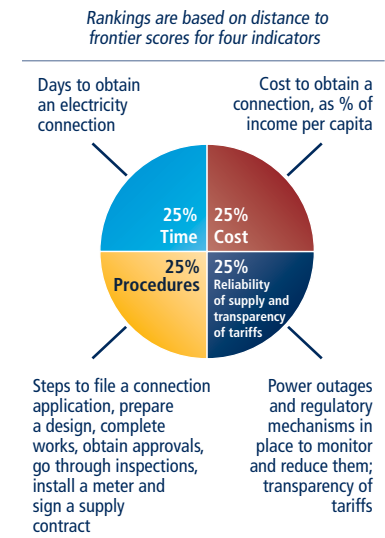 Rankings are based on distance to
frontier scores for four indicators
Days to obtain
an electricity
connection
Cost to obtain a
connection, as % of
income per capita
25%
Time
25%
Cost
25%
Procedures
25%
Reliability
of supply and
transparency
of tariffs
Steps to file a connection
application, prepare
a design, complete
works, obtain approvals,
go through inspections,
install a meter and
sign a supply
contract
Power outages
and regulatory
mechanisms in
place to monitor
and reduce them;
transparency of
tariffs